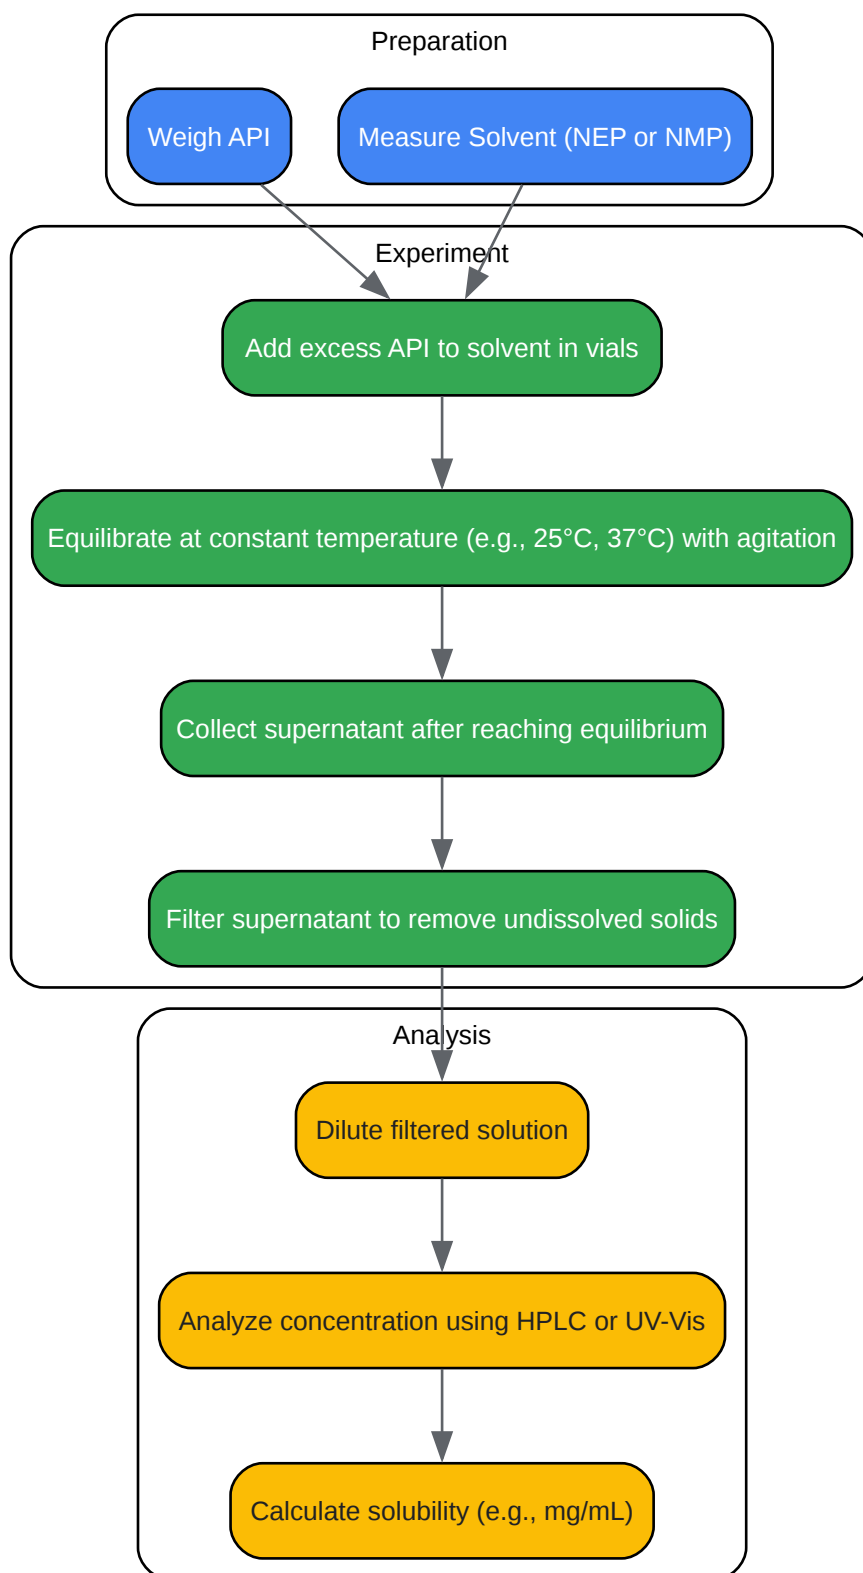 Preparation
Weigh API
Measure Solvent (NEP or NMP)
Experiment
Add excess API to solvent in vials
Equilibrate at constant temperature (e.g., 25°C, 37°C) with agitation
Collect supernatant after reaching equilibrium
Filter supernatant to remove undissolved solids
Analysis
Dilute filtered solution
Analyze concentration using HPLC or UV-Vis
Calculate solubility (e.g., mg/mL)